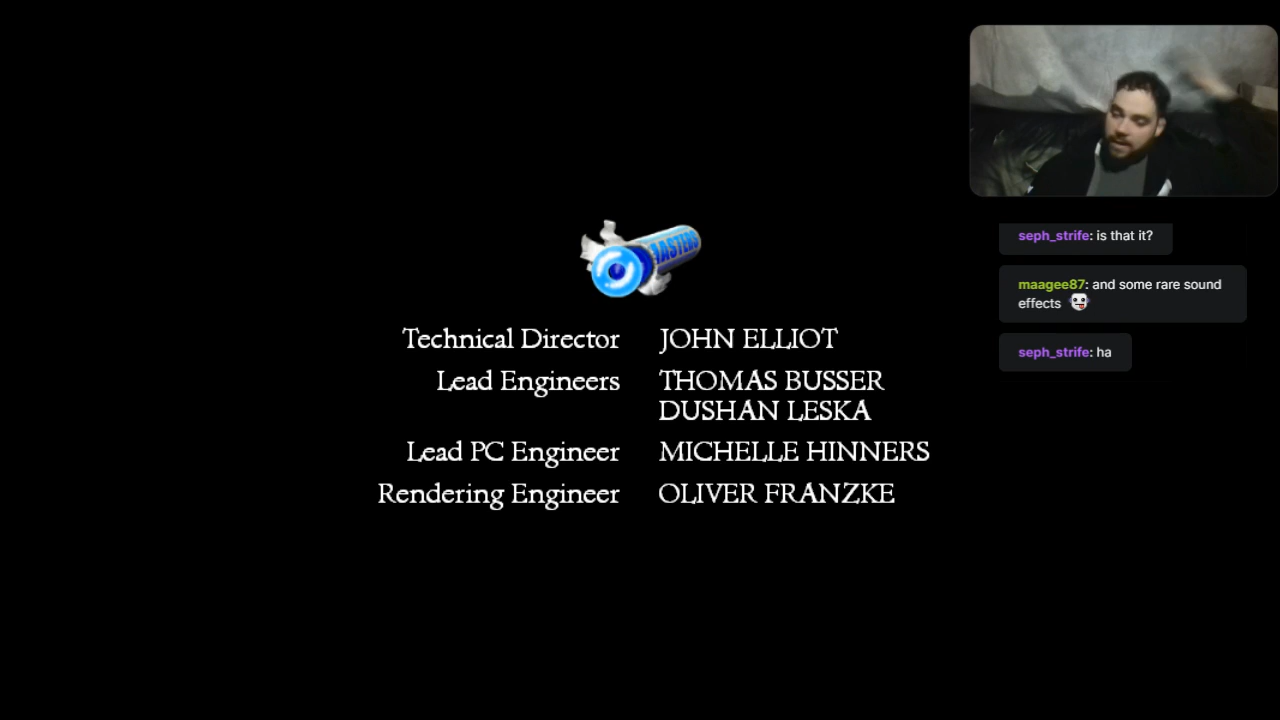 MASTERS
Technical Director JOHN ELLIOT
Lead Engineers THOMAS BUSSER
DUSHAN LESKA
Lead PC Engineer MICHELLE HINNERS
Rendering Engineer OLIVER FRANZKE
seph_strife: is that it?
maagee87: and some rare sound
effects
seph_strife: ha